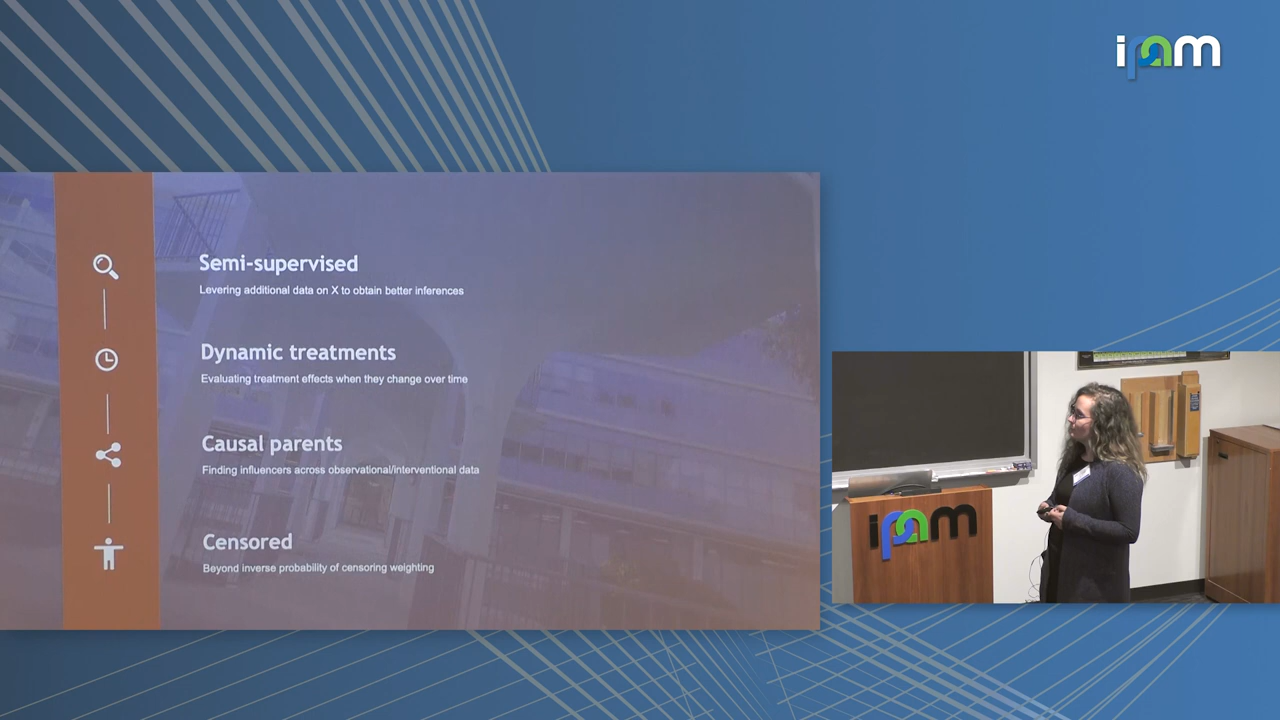 ipam
Semi-supervised
Levering additional data on X to obtain better inferences
Dynamic treatments
Evaluating treatment effects when they change over time
Causal parents
Finding influencers across observational/interventional data
Censored
Beyond inverse probability of censoring weighting
ipam